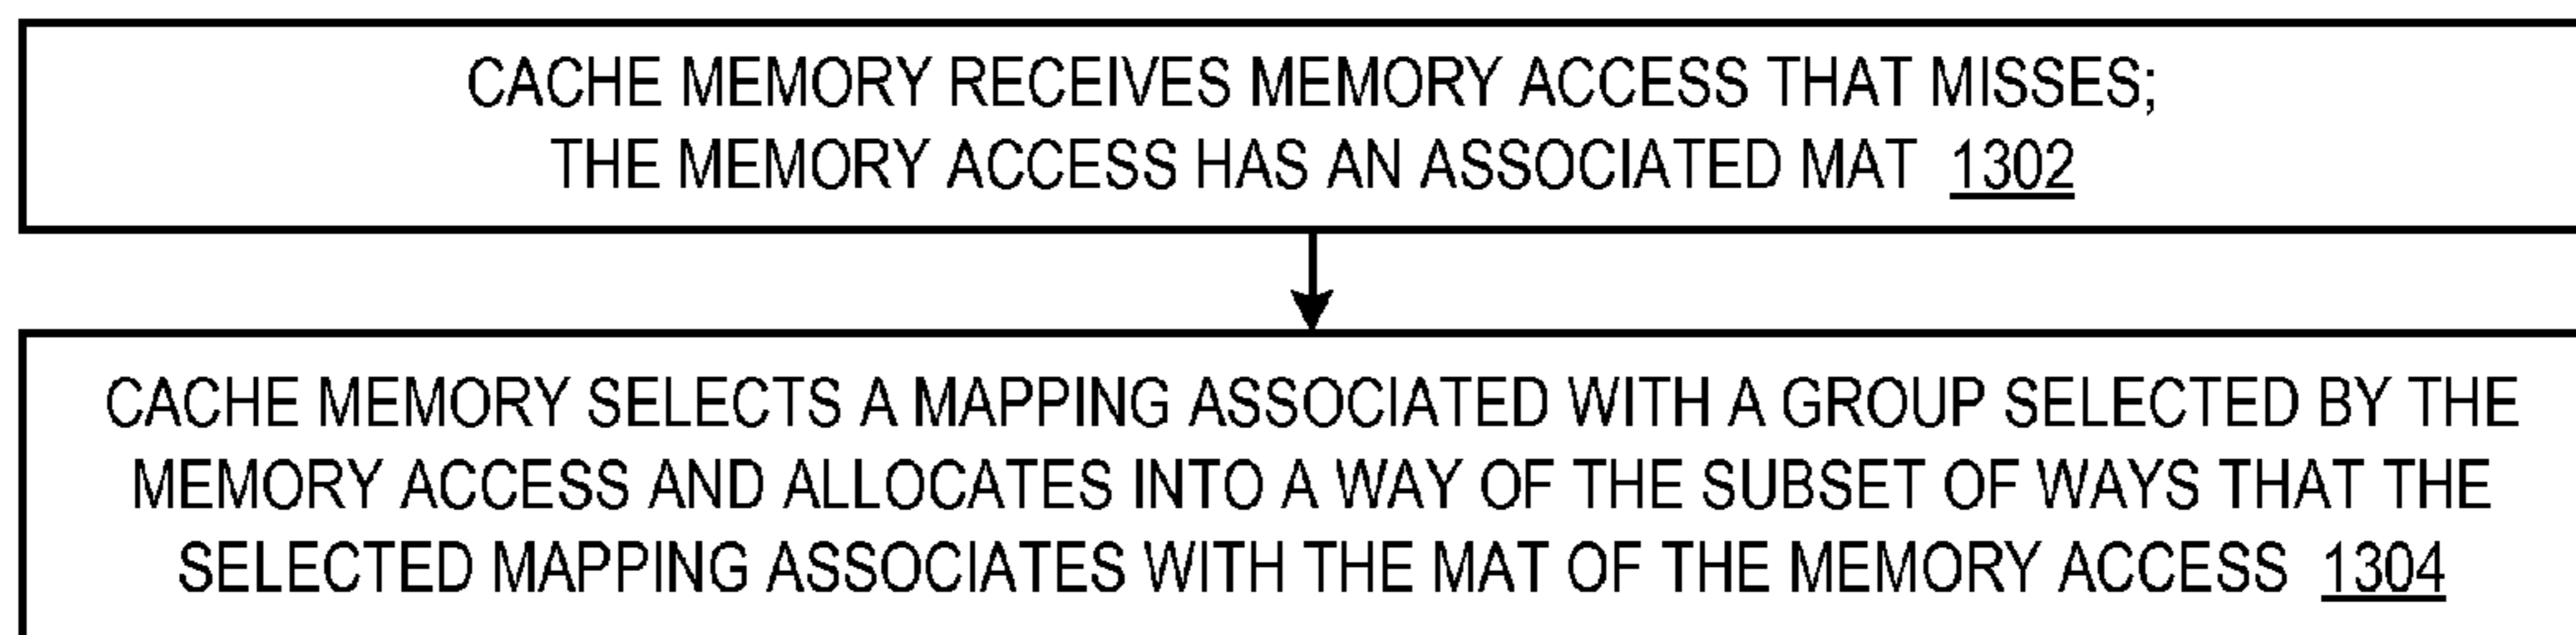 CACHE MEMORY RECEIVES MEMORY ACCESS THAT MISSES;
THE MEMORY ACCESS HAS AN ASSOCIATED MAT 1302
CACHE MEMORY SELECTS A MAPPING ASSOCIATED WITH A GROUP SELECTED BY THE
MEMORY ACCESS AND ALLOCATES INTO A WAY OF THE SUBSET OF WAYS THAT THE
SELECTED MAPPING ASSOCIATES WITH THE MAT OF THE MEMORY ACCESS 1304